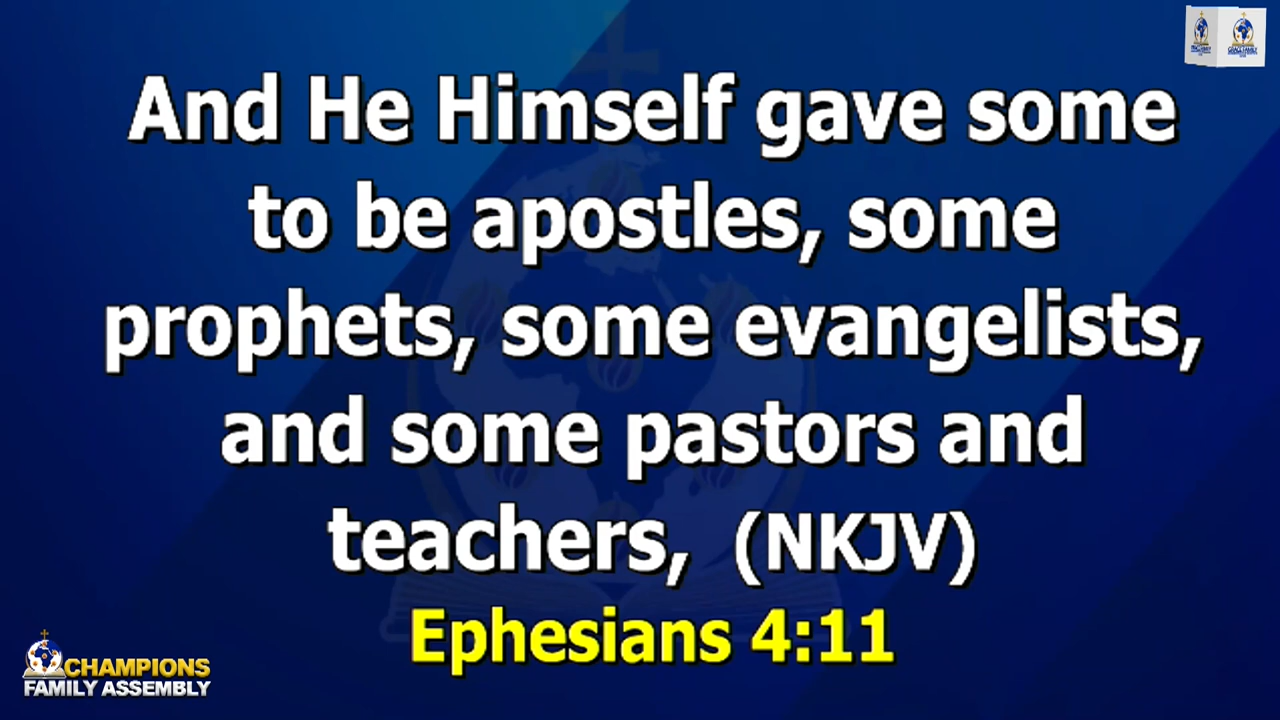 And He Himself gave some
to be apostles, some
prophets, some evangelists,
and some pastors and
teachers, (NKJV)
Ephesians 4:11
CHAMPIONS
FAMILY ASSEMBLY